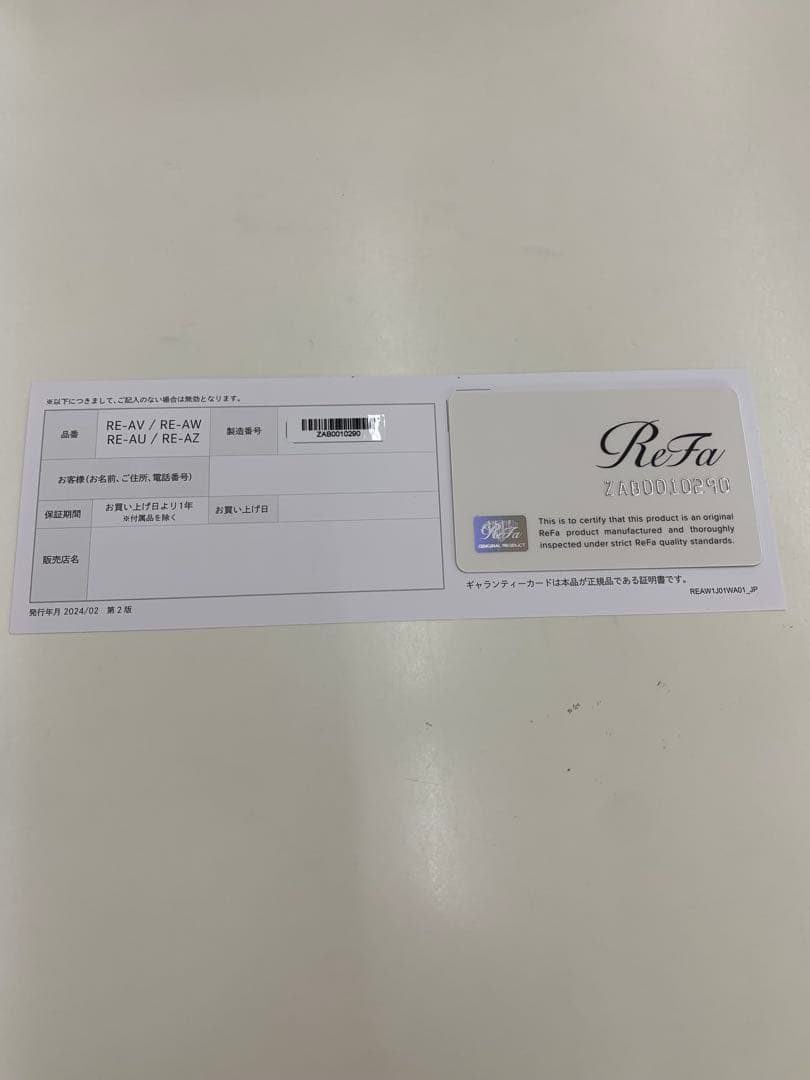 ※以下につきまして、ご記入のない場合は無効となります。
品番
RE-AV / RE-AW
RE-AU / RE-AZ
製造番号
ZAB0010290
お客様(お名前、ご住所、電話番号)
保証期間
お買い上げ日より1年
※付属品を除く
お買い上げ日
販売店名
発行年月 2024/02 第2版
ReFa
ZAB0010290
ReFa
ORIGINAL PRODUCT
This is to certify that this product is an original
ReFa product manufactured and thoroughly
inspected under strict ReFa quality standards.
ギャランティーカードは本品が正規品である証明書です。
REAW1J01WA01_JP